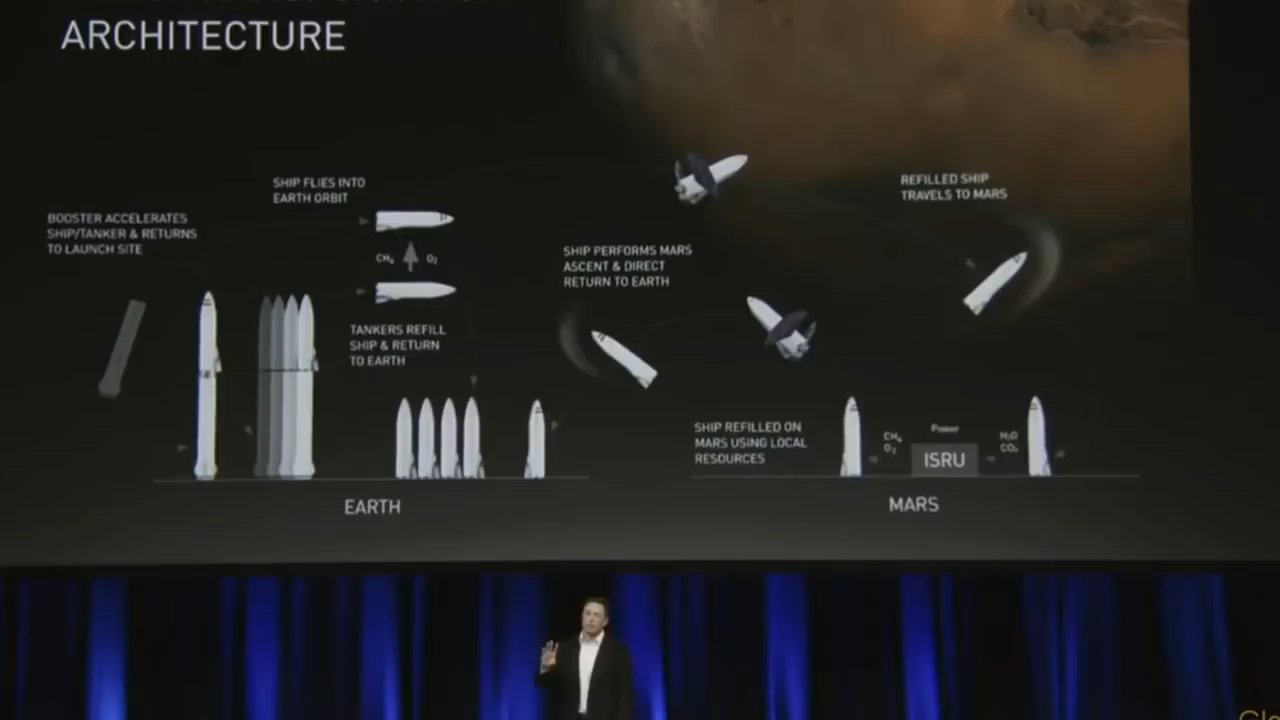 ARCHITECTURE
SHIP FLIES INTO
EARTH ORBIT
BOOSTER ACCELERATES
SHIP/TANKER & RETURNS
TO LAUNCH SITE
CH₄
O₂
TANKERS REFILL
SHIP & RETURN
TO EARTH
SHIP PERFORMS MARS
ASCENT & DIRECT
RETURN TO EARTH
REFILLED SHIP
TRAVELS TO MARS
SHIP REFILLED ON
MARS USING LOCAL
RESOURCES
CH₄
O₂
Power
ISRU
H₂O
CO₂
EARTH
MARS